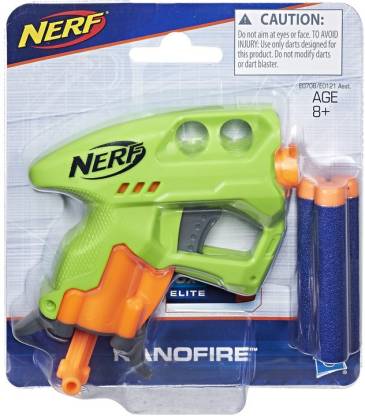 NERF
CAUTION:
Do not aim at eyes or face. TO AVOID
INJURY: Use only darts designed for
this product. Do not modify darts
or dart blaster.
E0708/E0121 Asst.
AGE
8+
NERF
ELITE
NANOFIRE™